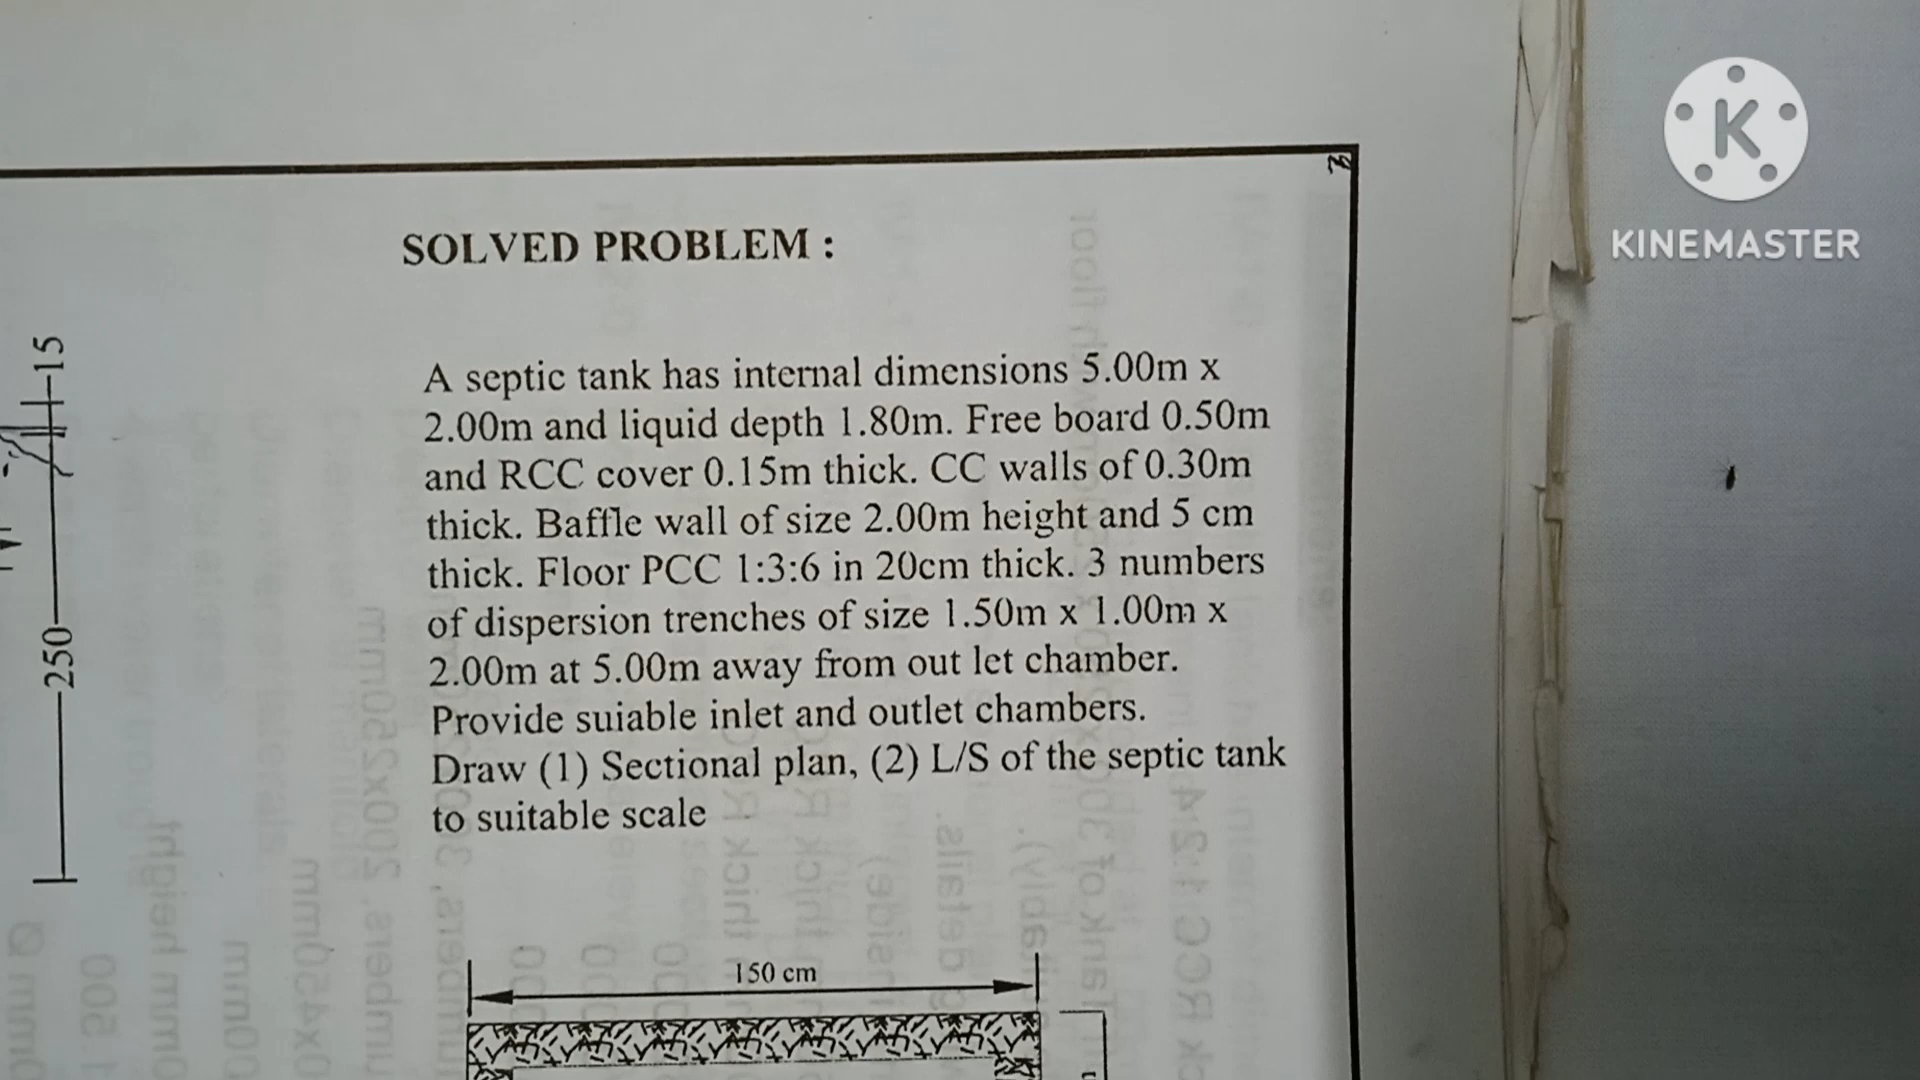 SOLVED PROBLEM :
A septic tank has internal dimensions 5.00m x
2.00m and liquid depth 1.80m. Free board 0.50m
and RCC cover 0.15m thick. CC walls of 0.30m
thick. Baffle wall of size 2.00m height and 5 cm
thick. Floor PCC 1:3:6 in 20cm thick. 3 numbers
of dispersion trenches of size 1.50m x 1.00m x
2.00m at 5.00m away from out let chamber.
Provide suiable inlet and outlet chambers.
Draw (1) Sectional plan, (2) L/S of the septic tank
to suitable scale
150 cm
15
250
K
KINEMASTER